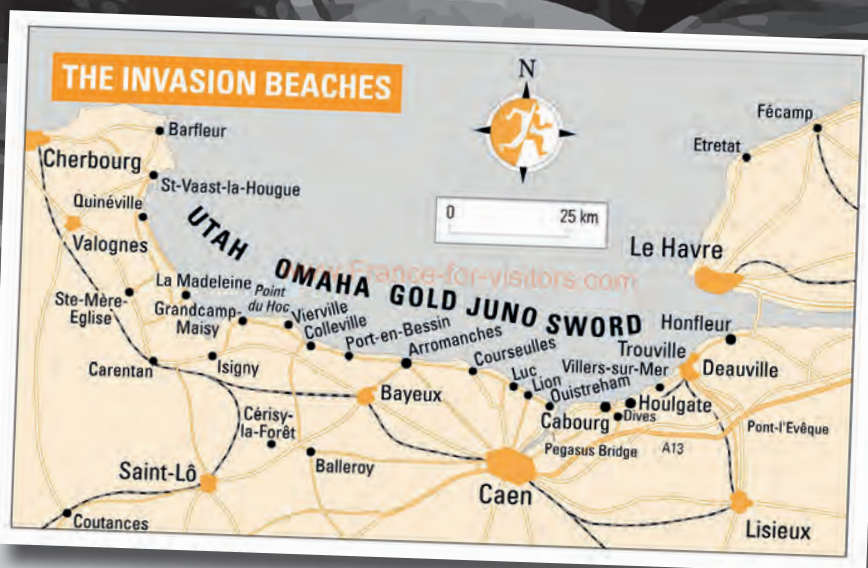 THE INVASION BEACHES
N
Fécamp
Etretat
Barfleur
Cherbourg
St-Vaast-la-Hougue
Quinéville
0 25 km
UTAH
Valognes
Le Havre
www.France-for-visitors.com
OMAHA GOLD JUNO SWORD
La Madeleine
Ste-Mère-
Eglise
Grandcamp-
Maisy
Point
du Hoc
Vierville
Colleville
Port-en-Bessin
Arromanches
Courseulles
Luc
Lion
Ouistreham
Villers-sur-Mer
Trouville
Honfleur
Deauville
Carentan
Isigny
Bayeux
Cabourg
Dives
Houlgate
Pont-l'Evêque
Cérisy-
la-Forêt
Balleroy
Pegasus Bridge
A13
Saint-Lô
Caen
Coutances
Lisieux